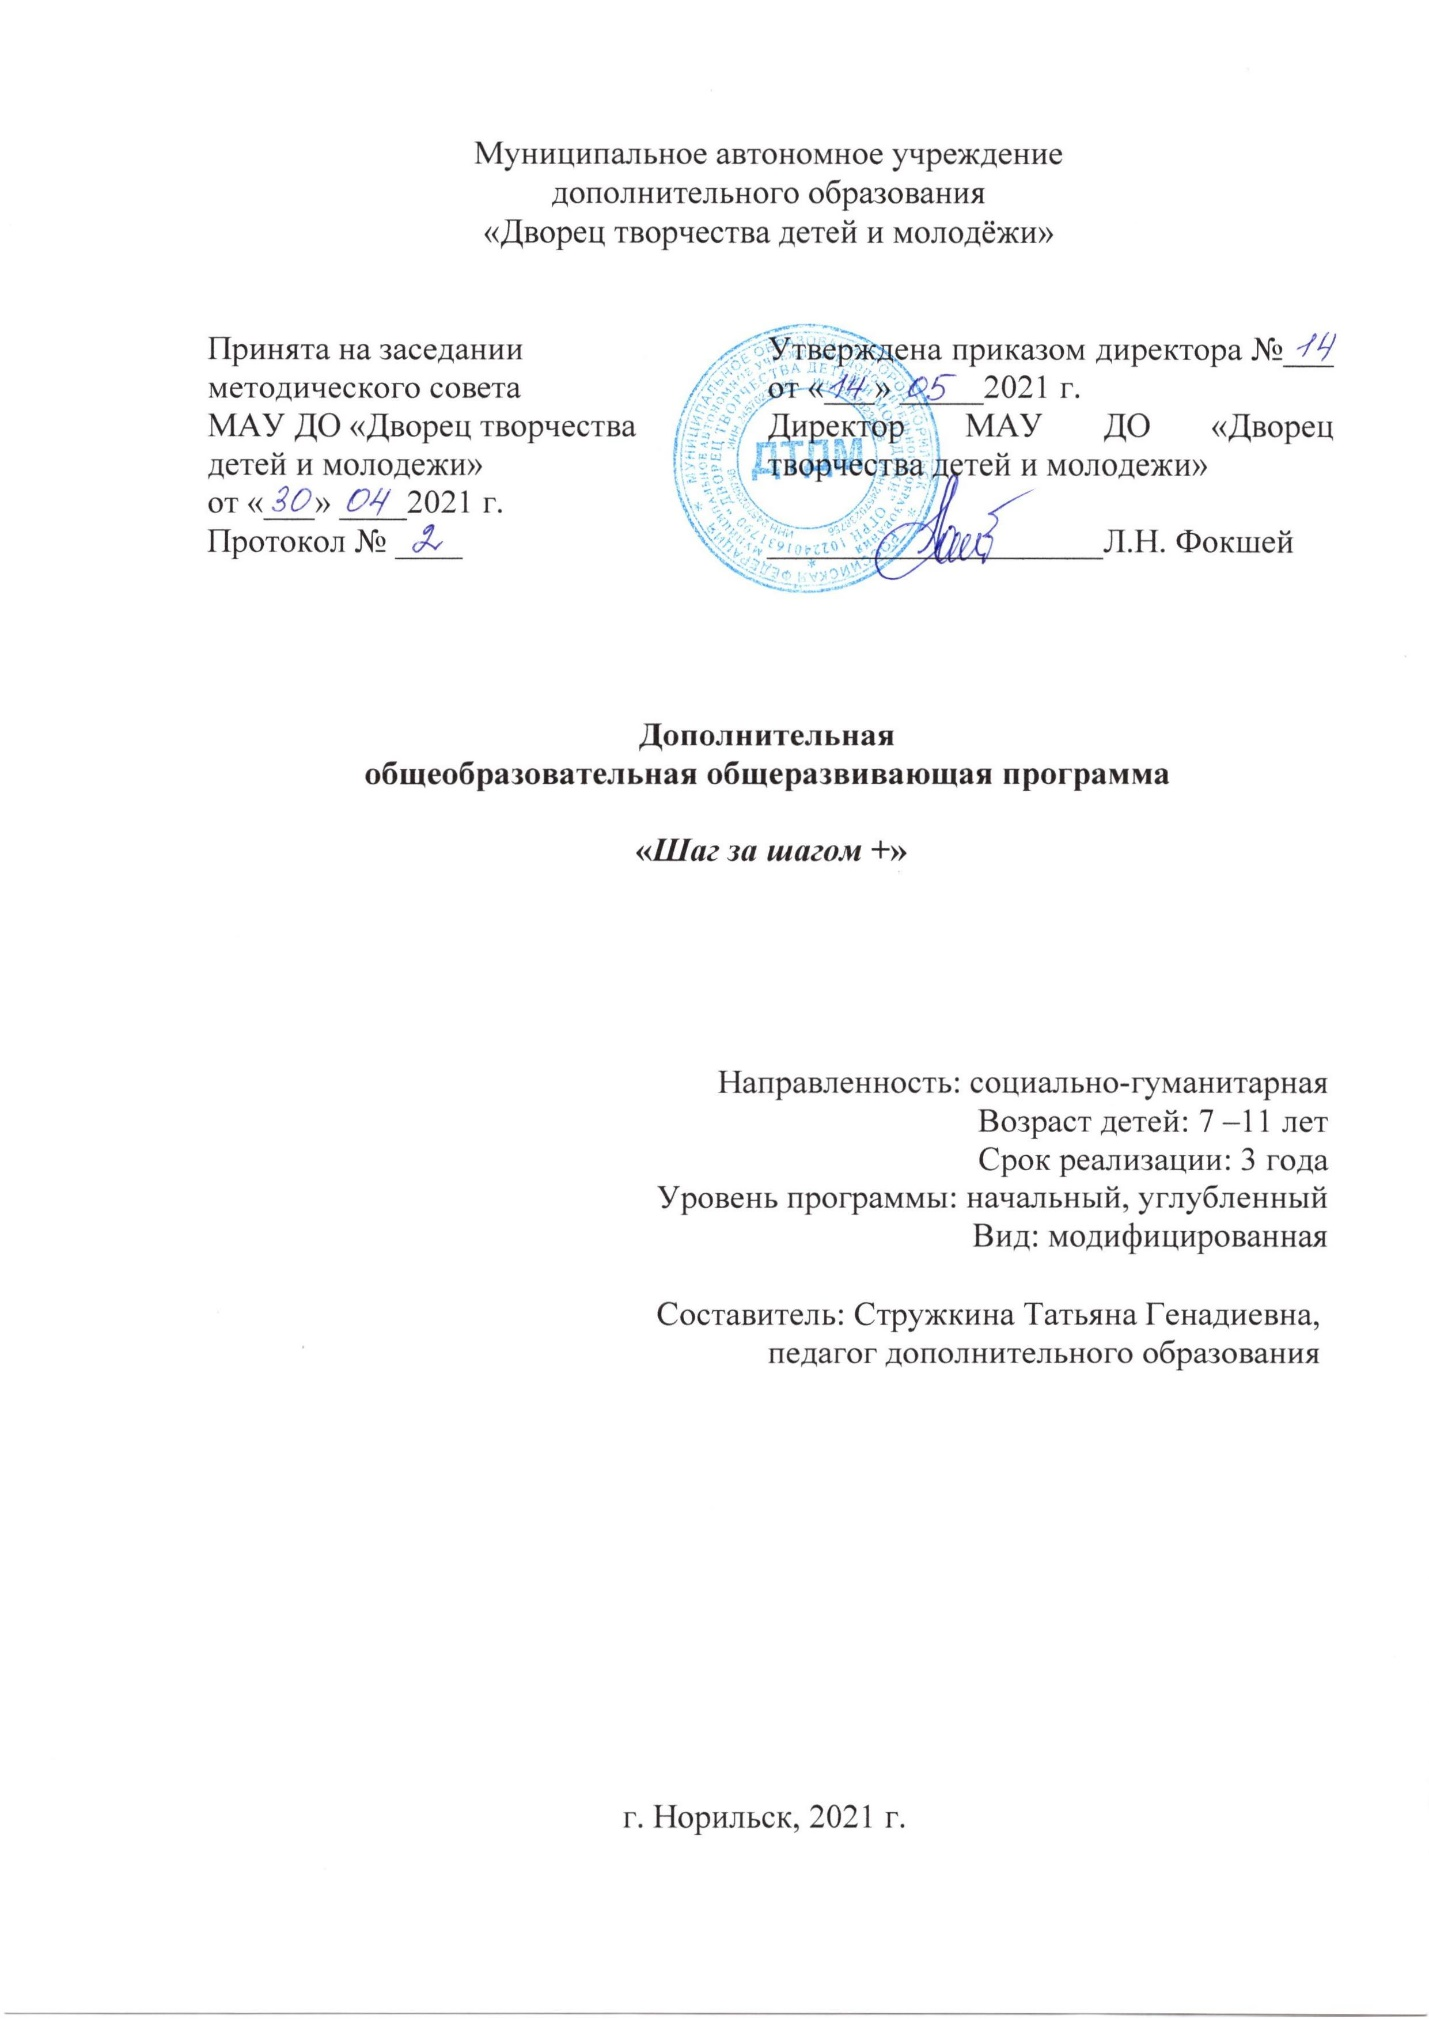 Муниципальное автономное учреждение
дополнительного образования
«Дворец творчества детей и молодёжи»
Принята на заседании
методического совета
МАУ ДО «Дворец творчества
детей и молодежи»
от «30» 04 2021 г.
Протокол № 2
Утверждена приказом директора № 14
от «14» 05 2021 г.
Директор МАУ ДО «Дворец
творчества детей и молодежи»
Л.Н. Фокшей
ДТДМ
Дополнительная
общеобразовательная общеразвивающая программа
«Шаг за шагом +»
Направленность: социально-гуманитарная
Возраст детей: 7 –11 лет
Срок реализации: 3 года
Уровень программы: начальный, углубленный
Вид: модифицированная
Составитель: Стружкина Татьяна Генадиевна,
педагог дополнительного образования
г. Норильск, 2021 г.